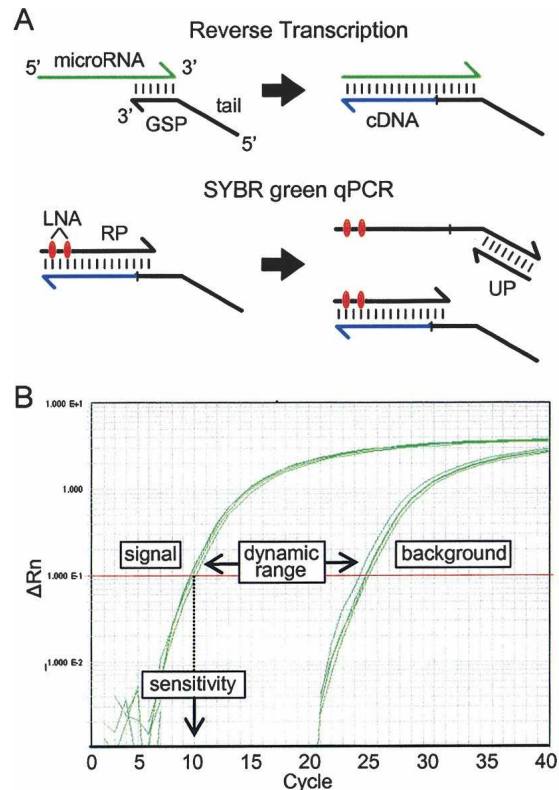 A
Reverse Transcription
5' microRNA 3'
3' GSP tail 5'
cDNA
SYBR green qPCR
LNA
RP
UP
B
1.000 E+1
1.000
signal
dynamic
range
background
1.000 E-1
ΔRn
1.000 E-2
sensitivity
0 5 10 15 20 25 30 35 40
Cycle